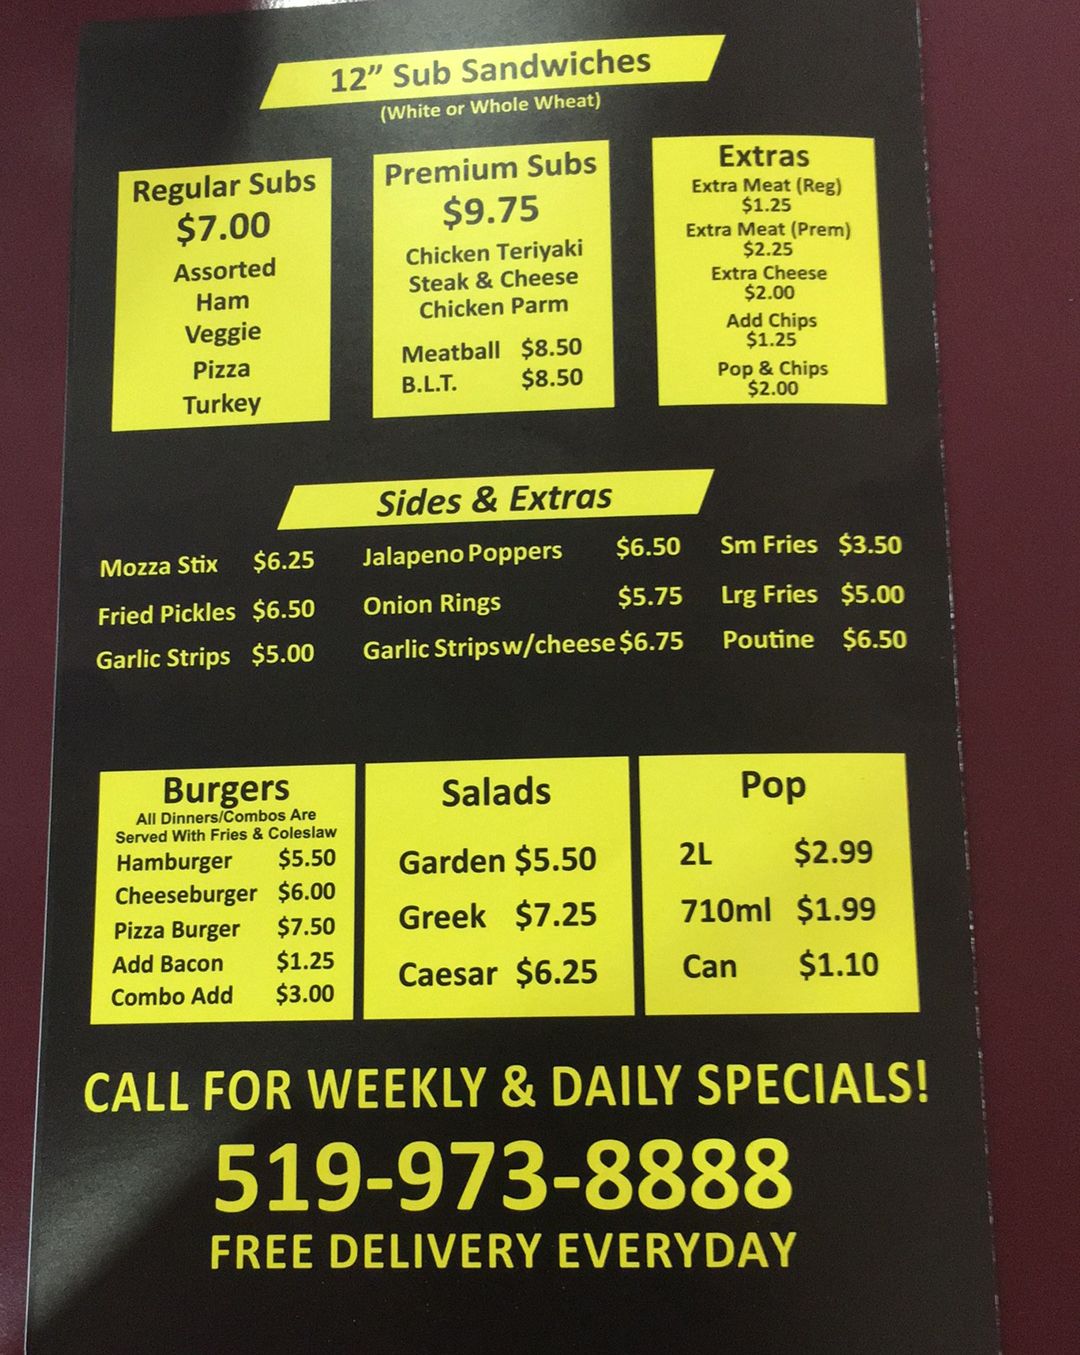 12” Sub Sandwiches
(White or Whole Wheat)
Regular Subs
$7.00
Assorted
Ham
Veggie
Pizza
Turkey
Premium Subs
$9.75
Chicken Teriyaki
Steak & Cheese
Chicken Parm
Meatball $8.50
B.L.T. $8.50
Extras
Extra Meat (Reg)
$1.25
Extra Meat (Prem)
$2.25
Extra Cheese
$2.00
Add Chips
$1.25
Pop & Chips
$2.00
Sides & Extras
Mozza Stix $6.25 Jalapeno Poppers $6.50 Sm Fries $3.50
Fried Pickles $6.50 Onion Rings $5.75 Lrg Fries $5.00
Garlic Strips $5.00 Garlic Strips w/cheese $6.75 Poutine $6.50
Burgers
All Dinners/Combos Are
Served With Fries & Coleslaw
Hamburger $5.50
Cheeseburger $6.00
Pizza Burger $7.50
Add Bacon $1.25
Combo Add $3.00
Salads
Garden $5.50
Greek $7.25
Caesar $6.25
Pop
2L $2.99
710ml $1.99
Can $1.10
CALL FOR WEEKLY & DAILY SPECIALS!
519-973-8888
FREE DELIVERY EVERYDAY